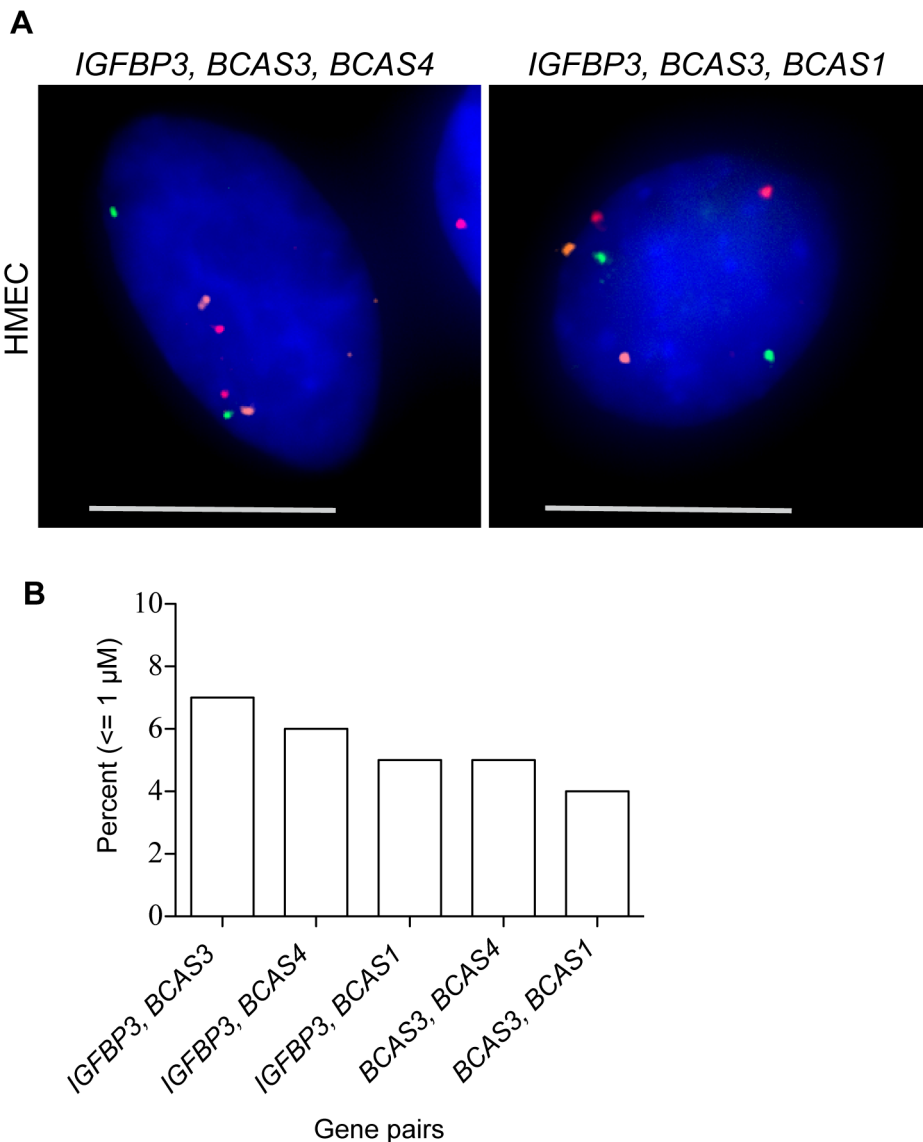 A
IGFBP3, BCAS3, BCAS4
IGFBP3, BCAS3, BCAS1
HMEC
B
Percent (<= 1 µM)
10
8
6
4
2
0
IGFBP3, BCAS3
IGFBP3, BCAS4
IGFBP3, BCAS1
BCAS3, BCAS4
BCAS3, BCAS1
Gene pairs